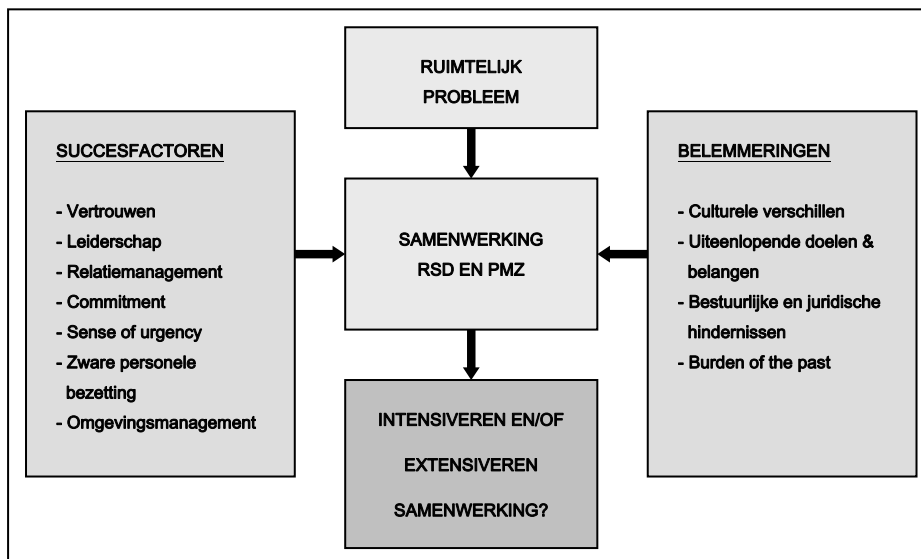 RUIMTELIJK
PROBLEEM
SUCCESFACTOREN
- Vertrouwen
- Leiderschap
- Relatiemanagement
- Commitment
- Sense of urgency
- Zware personele
bezetting
- Omgevingsmanagement
SAMENWERKING
RSD EN PMZ
BELEMMERINGEN
- Culturele verschillen
- Uiteenlopende doelen &
belangen
- Bestuurlijke en juridische
hindernissen
- Burden of the past
INTENSIVEREN EN/OF
EXTENSIVEREN
SAMENWERKING?